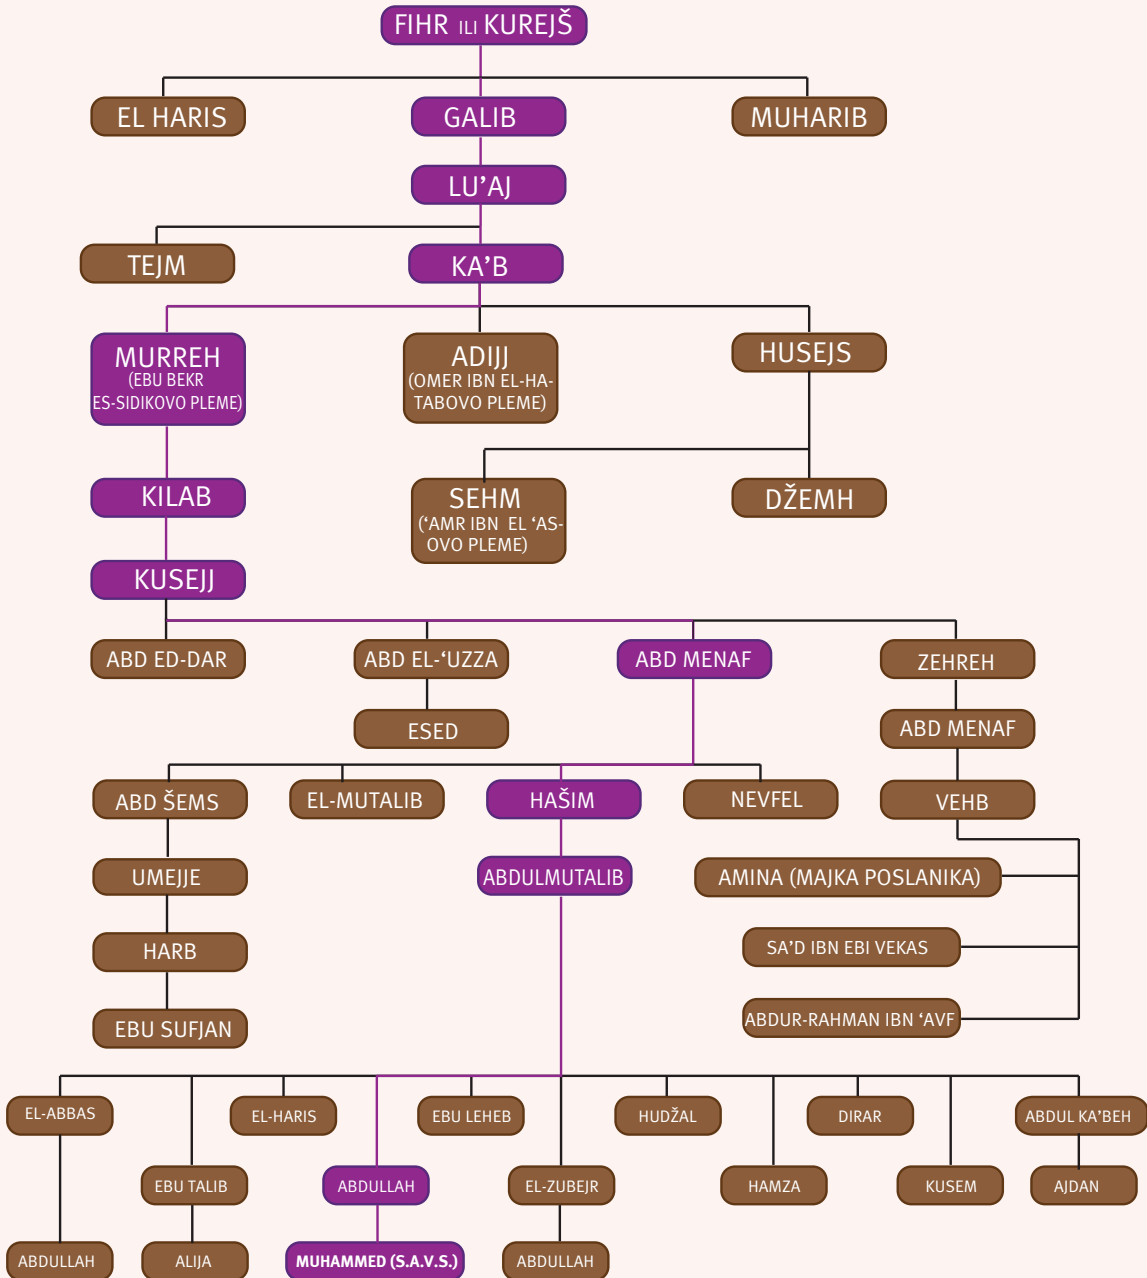 FIHR ILI KUREJŠ
EL HARIS
GALIB
MUHARIB
LU’AJ
TEJM
KA’B
MURREH
(EBU BEKR
ES-SIDIKOVO PLEME)
ADIJJ
(OMER IBN EL-HA-
TABOVO PLEME)
HUSEJS
KILAB
SEHM
(‘AMR IBN EL ‘AS-
OVO PLEME)
DŽEMH
KUSEJJ
ABD ED-DAR
ABD EL-‘UZZA
ABD MENAF
ZEHREH
ESED
ABD MENAF
ABD ŠEMS
EL-MUTALIB
HAŠIM
NEVFEL
VEHB
UMEJJE
ABDULMUTALIB
AMINA (MAJKA POSLANIKA)
HARB
SA’D IBN EBI VEKAS
EBU SUFJAN
ABDUR-RAHMAN IBN ‘AVF
EL-ABBAS
EL-HARIS
EBU LEHEB
HUDŽAL
DIRAR
ABDUL KA’BEH
EBU TALIB
ABDULLAH
EL-ZUBEJR
HAMZA
KUSEM
AJDAN
ABDULLAH
ALIJA
MUHAMMED (S.A.V.S.)
ABDULLAH